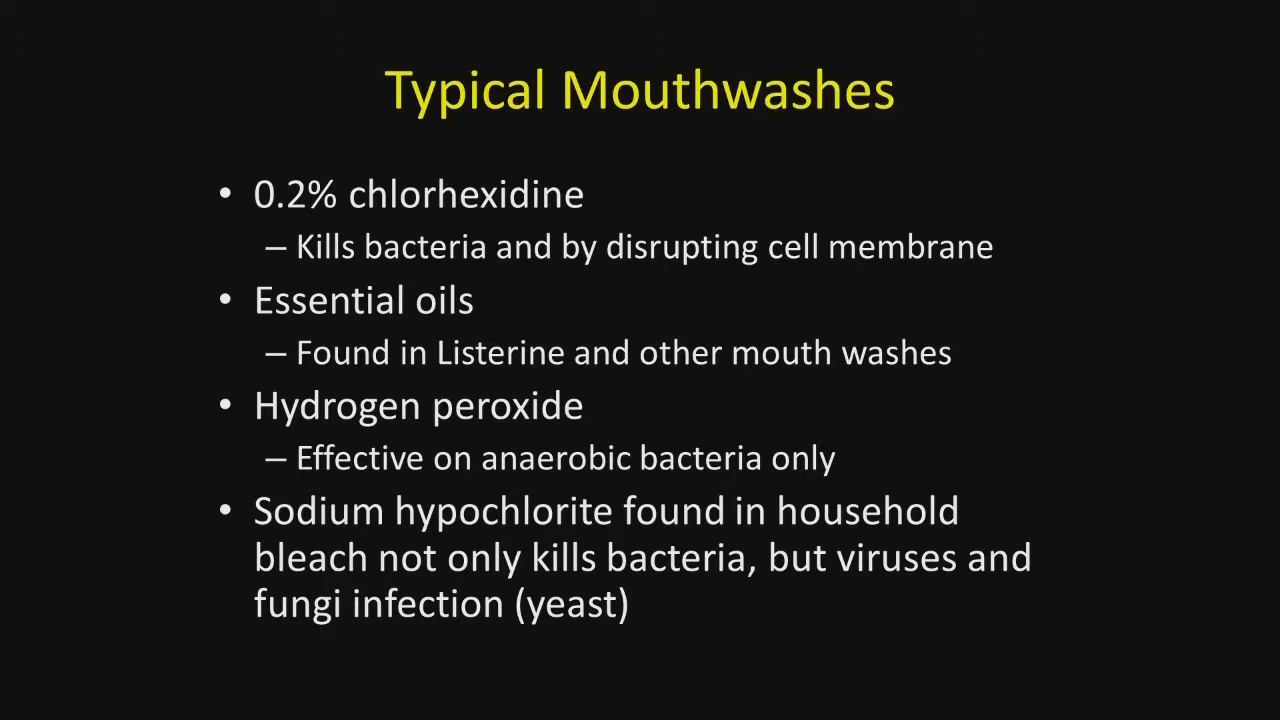 Typical Mouthwashes
• 0.2% chlorhexidine
– Kills bacteria and by disrupting cell membrane
• Essential oils
– Found in Listerine and other mouth washes
• Hydrogen peroxide
– Effective on anaerobic bacteria only
• Sodium hypochlorite found in household
bleach not only kills bacteria, but viruses and
fungi infection (yeast)